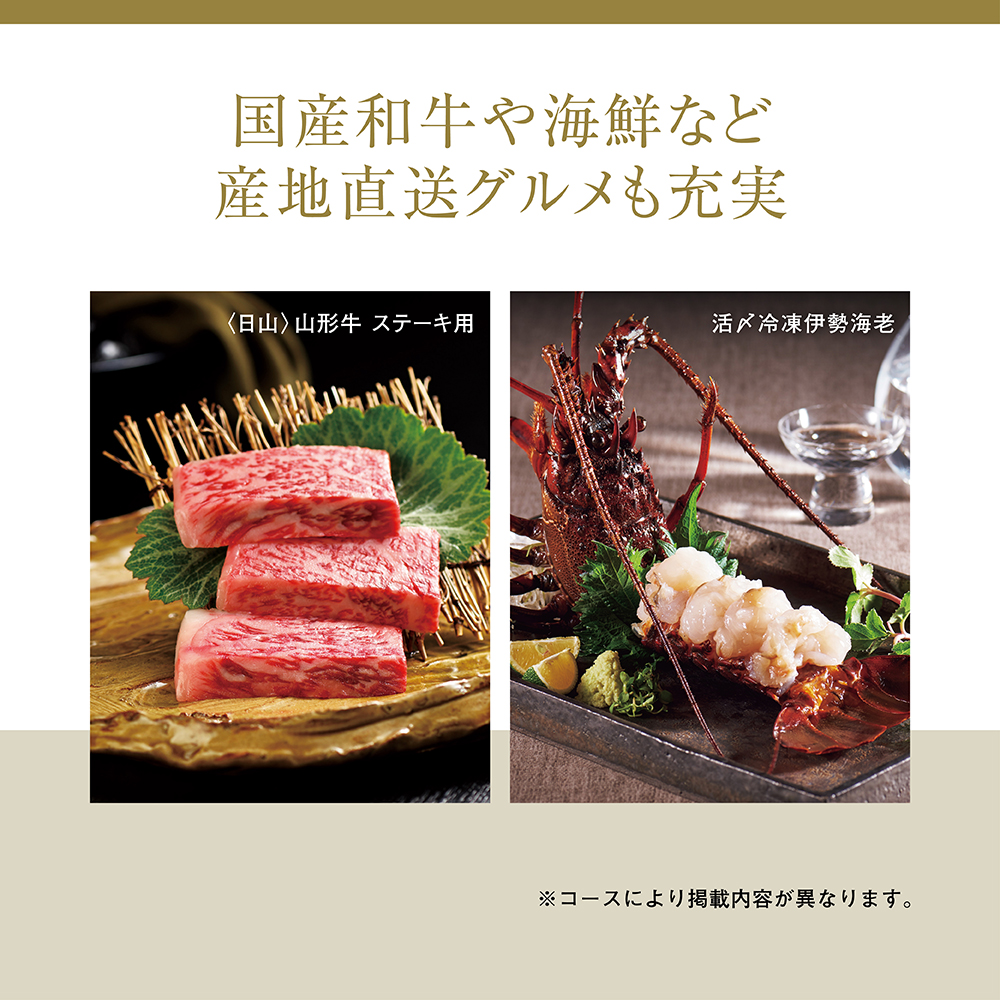 国産和牛や海鮮など
産地直送グルメも充実
〈日山〉山形牛 ステーキ用
活〆冷凍伊勢海老
※コースにより掲載内容が異なります。